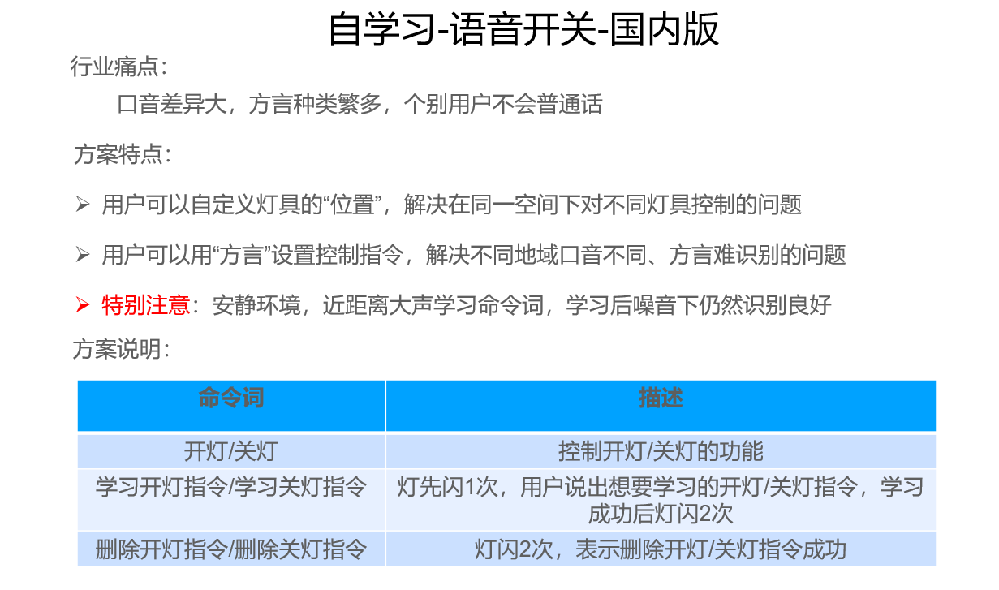 自学习-语音开关-国内版
行业痛点：
口音差异大，方言种类繁多，个别用户不会普通话
方案特点：
➢ 用户可以自定义灯具的“位置”，解决在同一空间下对不同灯具控制的问题
➢ 用户可以用“方言”设置控制指令，解决不同地域口音不同、方言难识别的问题
➢ 特别注意：安静环境，近距离大声学习命令词，学习后噪音下仍然识别良好
方案说明：
命令词 描述
开灯/关灯 控制开灯/关灯的功能
学习开灯指令/学习关灯指令 灯先闪1次，用户说出想要学习的开灯/关灯指令，学习
成功后灯闪2次
删除开灯指令/删除关灯指令 灯闪2次，表示删除开灯/关灯指令成功